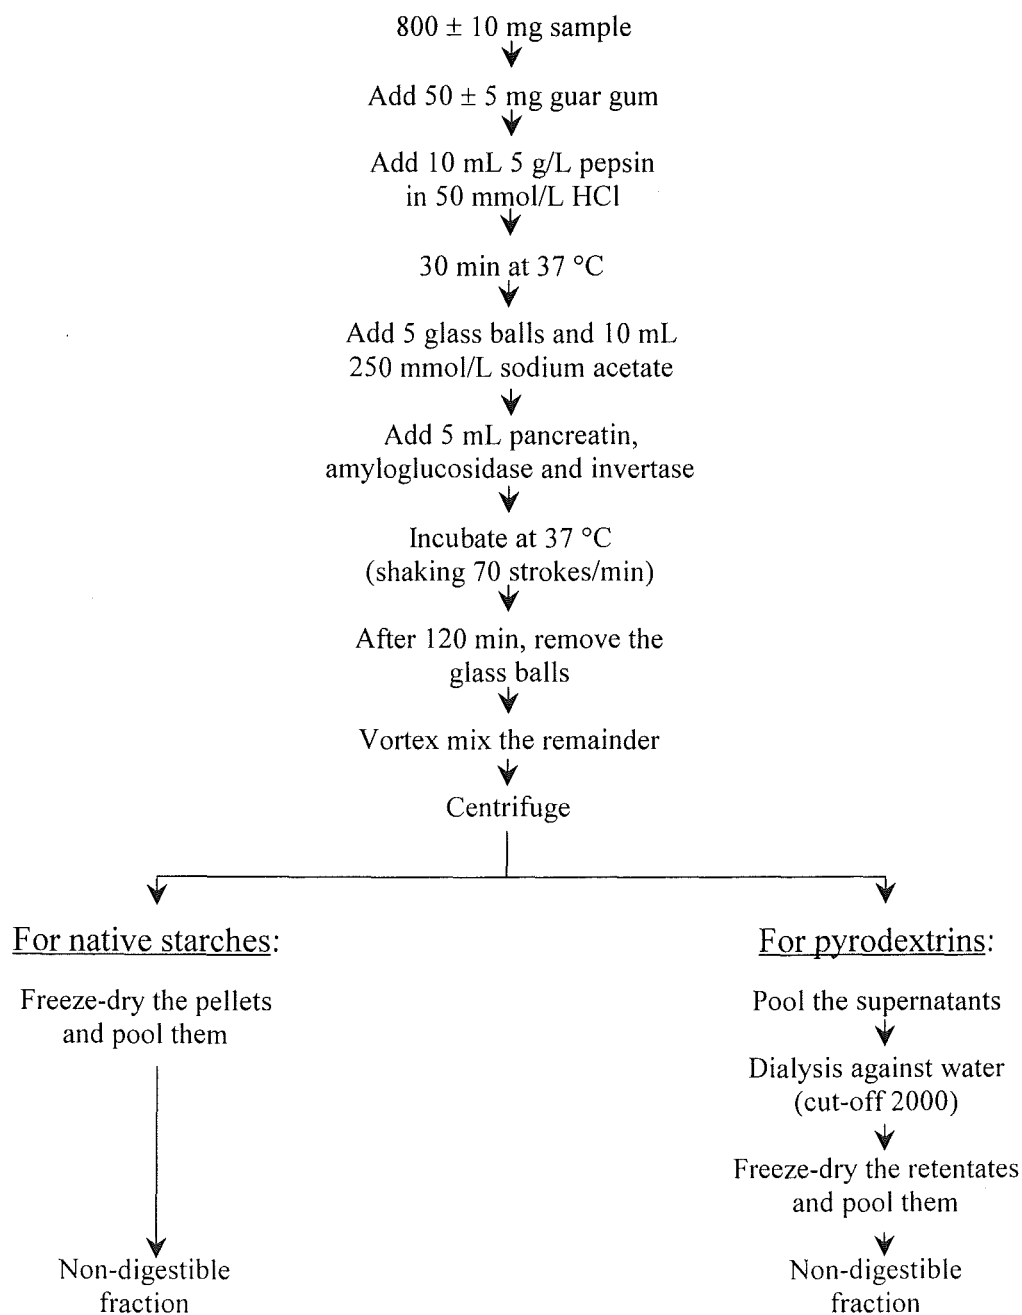 800 ± 10 mg sample
Add 50 ± 5 mg guar gum
Add 10 mL 5 g/L pepsin
in 50 mmol/L HCl
30 min at 37 °C
Add 5 glass balls and 10 mL
250 mmol/L sodium acetate
Add 5 mL pancreatin,
amyloglucosidase and invertase
Incubate at 37 °C
(shaking 70 strokes/min)
After 120 min, remove the
glass balls
Vortex mix the remainder
Centrifuge
For native starches:
Freeze-dry the pellets
and pool them
Non-digestible
fraction
For pyrodextrins:
Pool the supernatants
Dialysis against water
(cut-off 2000)
Freeze-dry the retentates
and pool them
Non-digestible
fraction